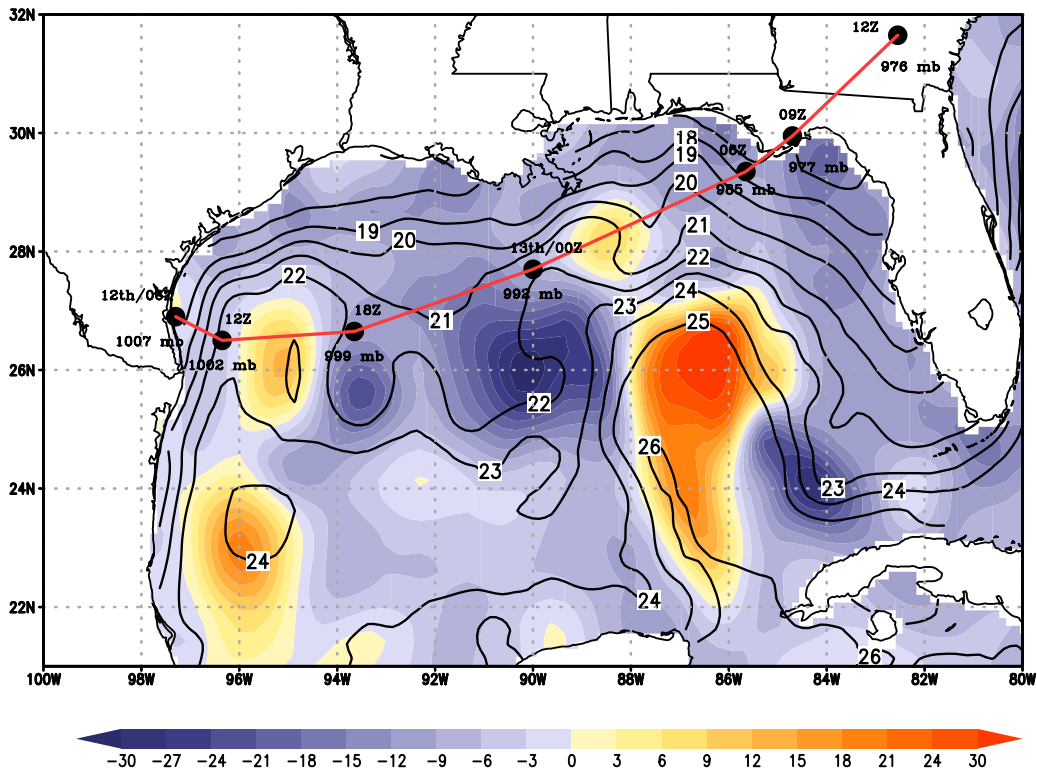 32N
12Z
976 mb
30N
09Z
18
06Z
19
977 mb
20
985 mb
28N
19
20
21
13th/00Z
22
22
24
992 mb
12th/06Z
12Z
18Z
23
21
25
1007 mb
1002 mb
999 mb
26N
22
26
23
24N
23
24
24
22N
24
26
100W 98W 96W 94W 92W 90W 88W 86W 84W 82W 80W
−30 −27 −24 −21 −18 −15 −12 −9 −6 −3 0 3 6 9 12 15 18 21 24 30